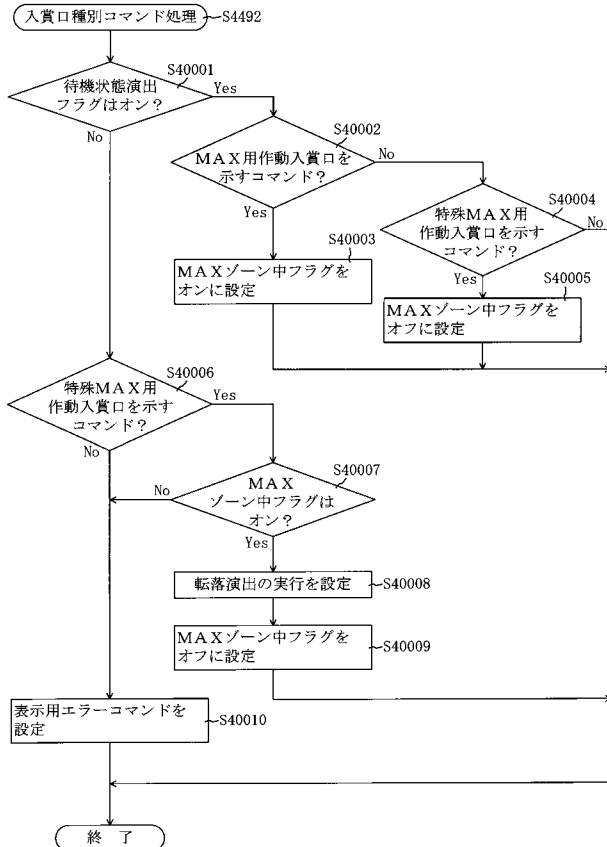 入賞口種別コマンド処理
S4492
待機状態演出
フラグはオン？
S40001
Yes
No
MAX用作動入賞口を
示すコマンド？
S40002
No
Yes
特殊MAX用
作動入賞口を示す
コマンド？
S40004
No
Yes
MAXゾーン中フラグを
オンに設定
S40003
MAXゾーン中フラグを
オフに設定
S40005
特殊MAX用
作動入賞口を示す
コマンド？
S40006
Yes
No
MAX
ゾーン中フラグは
オン？
S40007
No
Yes
転落演出の実行を設定
S40008
MAXゾーン中フラグを
オフに設定
S40009
表示用エラーコマンドを
設定
S40010
終了